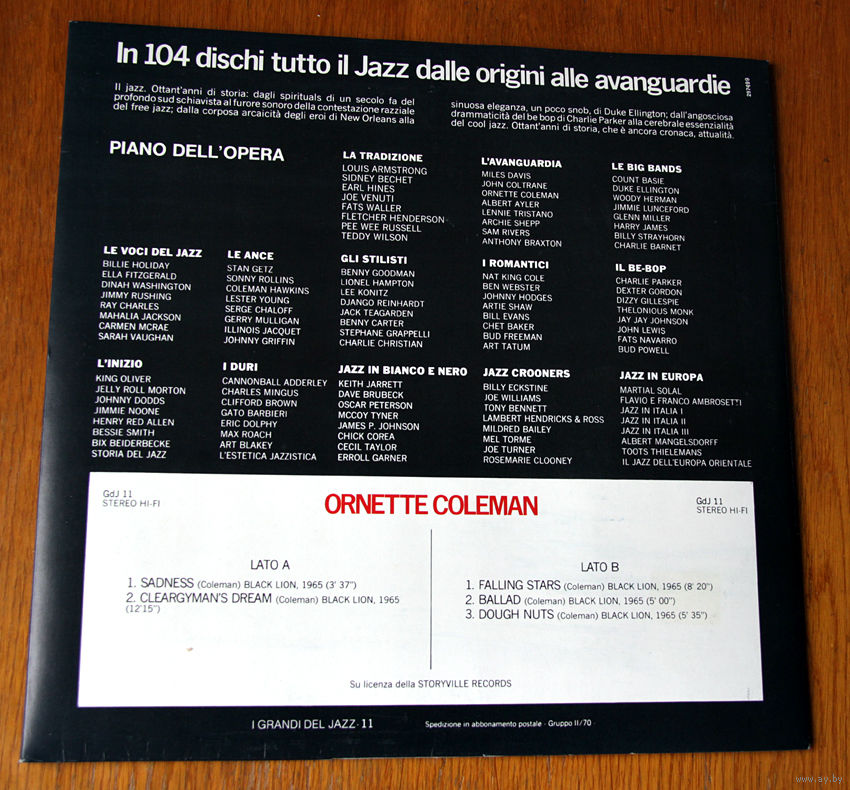 In 104 dischi tutto il Jazz dalle origini alle avanguardie
297499
Il jazz. Ottant'anni di storia: dagli spirituals di un secolo fa del
profondo sud schiavista al furore sonoro della contestazione razziale
del free jazz; dalla corposa arcaicità degli eroi di New Orleans alla
sinuosa eleganza, un poco snob, di Duke Ellington; dall'angosciosa
drammaticità del be bop di Charlie Parker alla cerebrale essenzialità
del cool jazz. Ottant'anni di storia, che è ancora cronaca, attualità.
PIANO DELL'OPERA
LA TRADIZIONE
LOUIS ARMSTRONG
SIDNEY BECHET
EARL HINES
JOE VENUTI
FATS WALLER
FLETCHER HENDERSON
PEE WEE RUSSELL
TEDDY WILSON
L'AVANGUARDIA
MILES DAVIS
JOHN COLTRANE
ORNETTE COLEMAN
ALBERT AYLER
LENNIE TRISTANO
ARCHIE SHEPP
SAM RIVERS
ANTHONY BRAXTON
LE BIG BANDS
COUNT BASIE
DUKE ELLINGTON
WOODY HERMAN
JIMMIE LUNCEFORD
GLENN MILLER
HARRY JAMES
BILLY STRAYHORN
CHARLIE BARNET
LE VOCI DEL JAZZ
BILLIE HOLIDAY
ELLA FITZGERALD
DINAH WASHINGTON
JIMMY RUSHING
RAY CHARLES
MAHALIA JACKSON
CARMEN MCRAE
SARAH VAUGHAN
LE ANCE
STAN GETZ
SONNY ROLLINS
COLEMAN HAWKINS
LESTER YOUNG
SERGE CHALOFF
GERRY MULLIGAN
ILLINOIS JACQUET
JOHNNY GRIFFIN
GLI STILISTI
BENNY GOODMAN
LIONEL HAMPTON
LEE KONITZ
DJANGO REINHARDT
JACK TEAGARDEN
BENNY CARTER
STEPHANE GRAPPELLI
CHARLIE CHRISTIAN
I ROMANTICI
NAT KING COLE
BEN WEBSTER
JOHNNY HODGES
ARTIE SHAW
BILL EVANS
CHET BAKER
BUD FREEMAN
ART TATUM
IL BE-BOP
CHARLIE PARKER
DEXTER GORDON
DIZZY GILLESPIE
THELONIOUS MONK
JAY JAY JOHNSON
JOHN LEWIS
FATS NAVARRO
BUD POWELL
L'INIZIO
KING OLIVER
JELLY ROLL MORTON
JOHNNY DODDS
JIMMIE NOONE
HENRY RED ALLEN
BESSIE SMITH
BIX BEIDERBECKE
STORIA DEL JAZZ
I DURI
CANNONBALL ADDERLEY
CHARLES MINGUS
CLIFFORD BROWN
GATO BARBIERI
ERIC DOLPHY
MAX ROACH
ART BLAKEY
L'ESTETICA JAZZISTICA
JAZZ IN BIANCO E NERO
KEITH JARRETT
DAVE BRUBECK
OSCAR PETERSON
MCCOY TYNER
JAMES P. JOHNSON
CHICK COREA
CECIL TAYLOR
ERROLL GARNER
JAZZ CROONERS
BILLY ECKSTINE
JOE WILLIAMS
TONY BENNETT
LAMBERT HENDRICKS & ROSS
MILDRED BAILEY
MEL TORME
JOE TURNER
ROSEMARIE CLOONEY
JAZZ IN EUROPA
MARTIAL SOLAL
FLAVIO E FRANCO AMBROSETTI
JAZZ IN ITALIA I
JAZZ IN ITALIA II
JAZZ IN ITALIA III
ALBERT MANGELSDORFF
TOOTS THIELEMANS
IL JAZZ DELL'EUROPA ORIENTALE
GdJ 11
STEREO HI-FI
ORNETTE COLEMAN
GdJ 11
STEREO HI-FI
LATO A
1. SADNESS (Coleman) BLACK LION, 1965 (3' 37")
2. CLEARGYMAN'S DREAM (Coleman) BLACK LION, 1965
(12'15")
LATO B
1. FALLING STARS (Coleman) BLACK LION, 1965 (8' 20")
2. BALLAD (Coleman) BLACK LION, 1965 (5' 00")
3. DOUGH NUTS (Coleman) BLACK LION, 1965 (5' 35")
Su licenza della STORYVILLE RECORDS
I GRANDI DEL JAZZ · 11
Spedizione in abbonamento postale - Gruppo II/70
www.ay.by